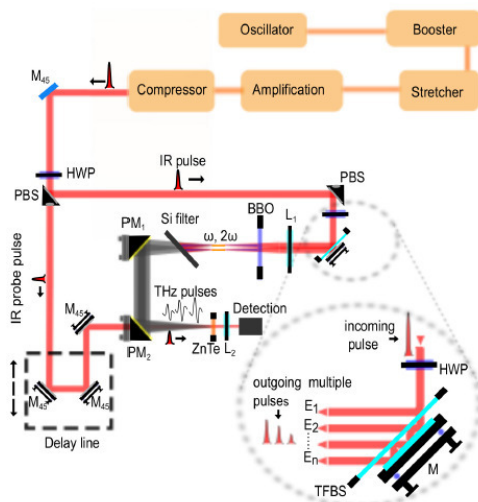 Oscillator
Booster
M45
Compressor
Amplification
Stretcher
HWP
IR pulse
PBS
PBS
BBO
L1
Si filter
PM1
ω, 2ω
IR probe pulse
THz pulses
Detection
M45
PM2
ZnTe
L2
incoming
pulse
HWP
M45
M45
outgoing multiple
pulses
E1
E2
En
Delay line
M
TFBS